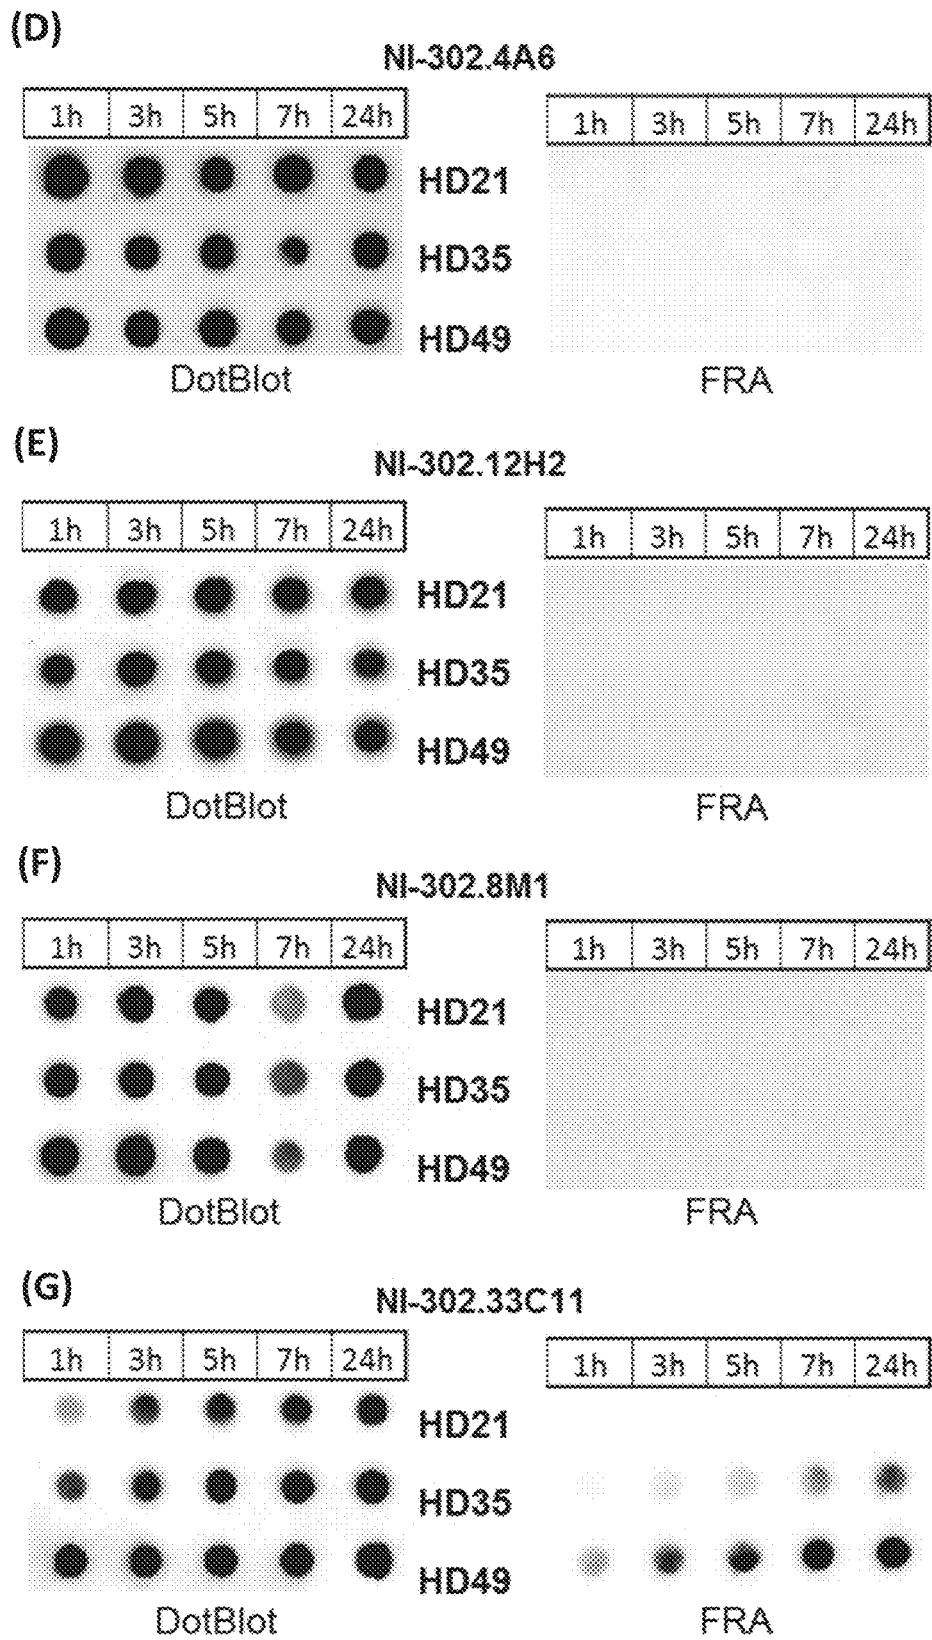 (D)
NI-302.4A6
1h 3h 5h 7h 24h
1h 3h 5h 7h 24h
HD21
HD35
HD49
DotBlot
FRA
(E)
NI-302.12H2
1h 3h 5h 7h 24h
1h 3h 5h 7h 24h
HD21
HD35
HD49
DotBlot
FRA
(F)
NI-302.8M1
1h 3h 5h 7h 24h
1h 3h 5h 7h 24h
HD21
HD35
HD49
DotBlot
FRA
(G)
NI-302.33C11
1h 3h 5h 7h 24h
1h 3h 5h 7h 24h
HD21
HD35
HD49
DotBlot
FRA